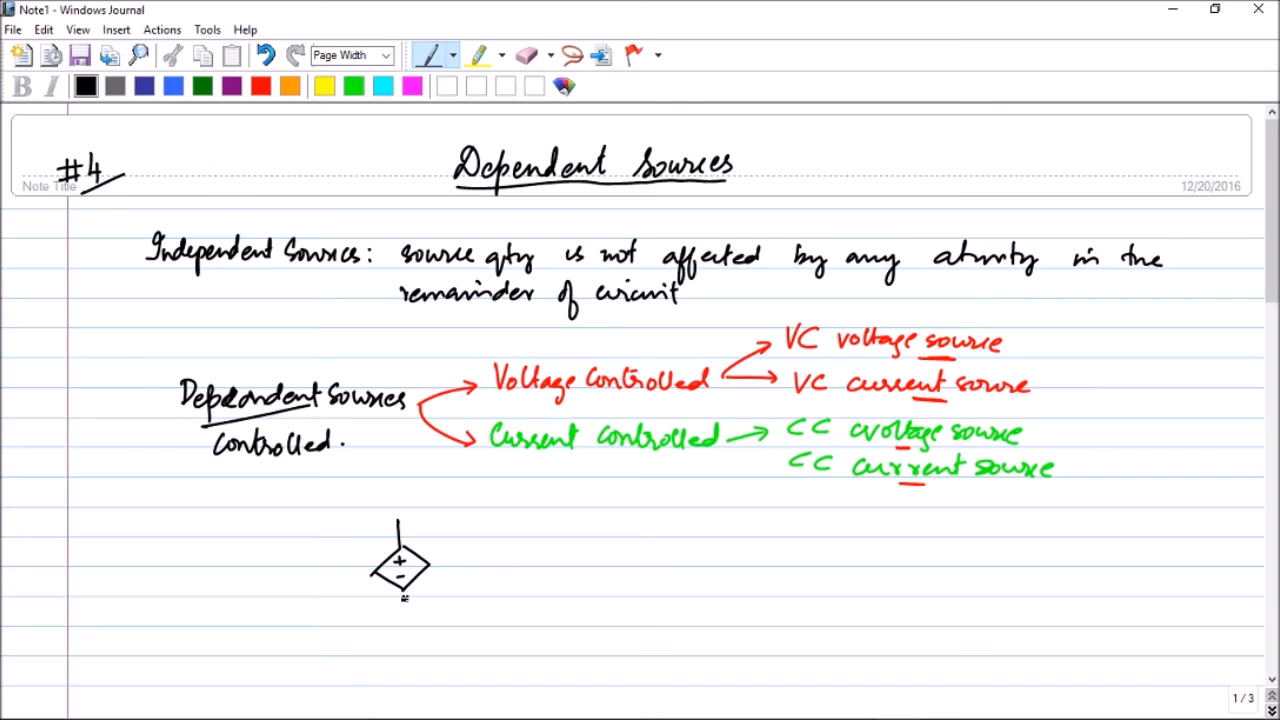 Note1 - Windows Journal
File Edit View Insert Actions Tools Help
Page Width
B I
#4
Dependent Sources
Note Title
12/20/2016
Independent Sources: source qty is not affected by any in the
remainder of circuit
VC voltage source
Voltage Controlled
VC current source
Dependent Sources
Current controlled
CC voltage source
controlled.
CC current source
+
-
1 / 3